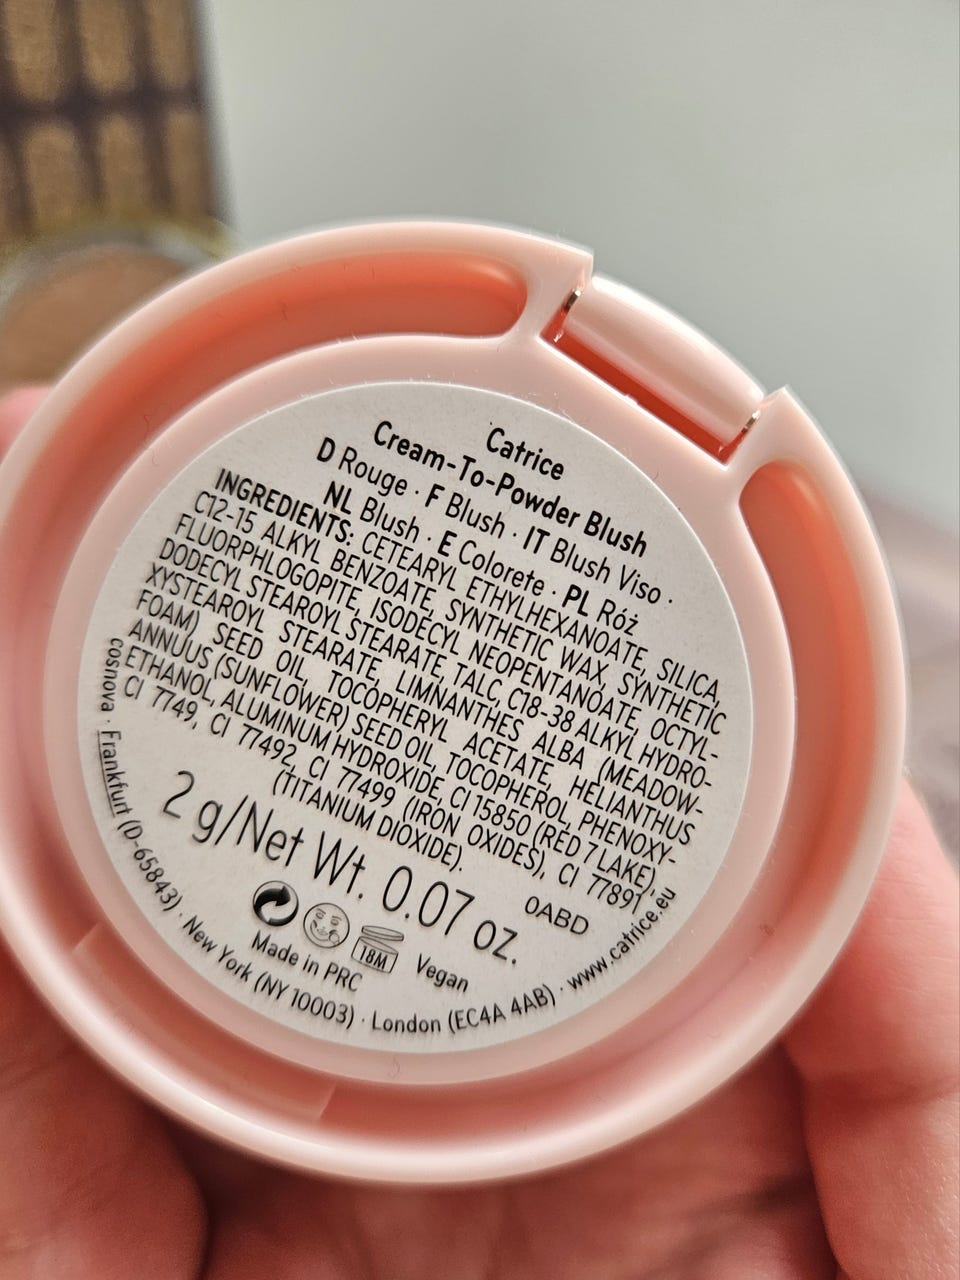 Catrice
Cream-To-Powder Blush
D Rouge · F Blush · IT Blush Viso ·
NL Blush · E Colorete · PL Róż
INGREDIENTS: CETEARYL ETHYLHEXANOATE, SILICA,
C12-15 ALKYL BENZOATE, SYNTHETIC WAX, SYNTHETIC
FLUORPHLOGOPITE, ISODECYL NEOPENTANOATE, OCTYL-
DODECYL STEAROYL STEARATE, TALC, C18-38 ALKYL HYDRO-
XYSTEAROYL STEARATE, LIMNANTHES ALBA (MEADOW-
FOAM) SEED OIL, TOCOPHERYL ACETATE, HELIANTHUS
ANNUUS (SUNFLOWER) SEED OIL, TOCOPHEROL, PHENOXY-
ETHANOL, ALUMINUM HYDROXIDE, CI 15850 (RED 7 LAKE),
CI 7749, CI 77492, CI 77499 (IRON OXIDES), CI 77891
(TITANIUM DIOXIDE).
0ABD
2 g/Net Wt. 0.07 oz.
18M
Vegan
Made in PRC
cosnova · Frankfurt (D-65843) · New York (NY 10003) · London (EC4A 4AB) · www.catrice.eu